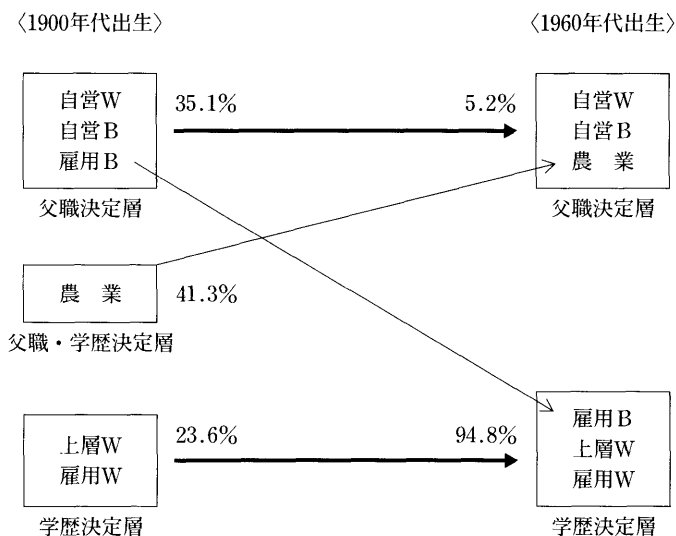 〈1900年代出生〉
〈1960年代出生〉
自営W
自営B
雇用B
35.1%
5.2%
自営W
自営B
農　業
父職決定層
父職決定層
農　業
41.3%
父職・学歴決定層
上層W
雇用W
23.6%
94.8%
雇用B
上層W
雇用W
学歴決定層
学歴決定層